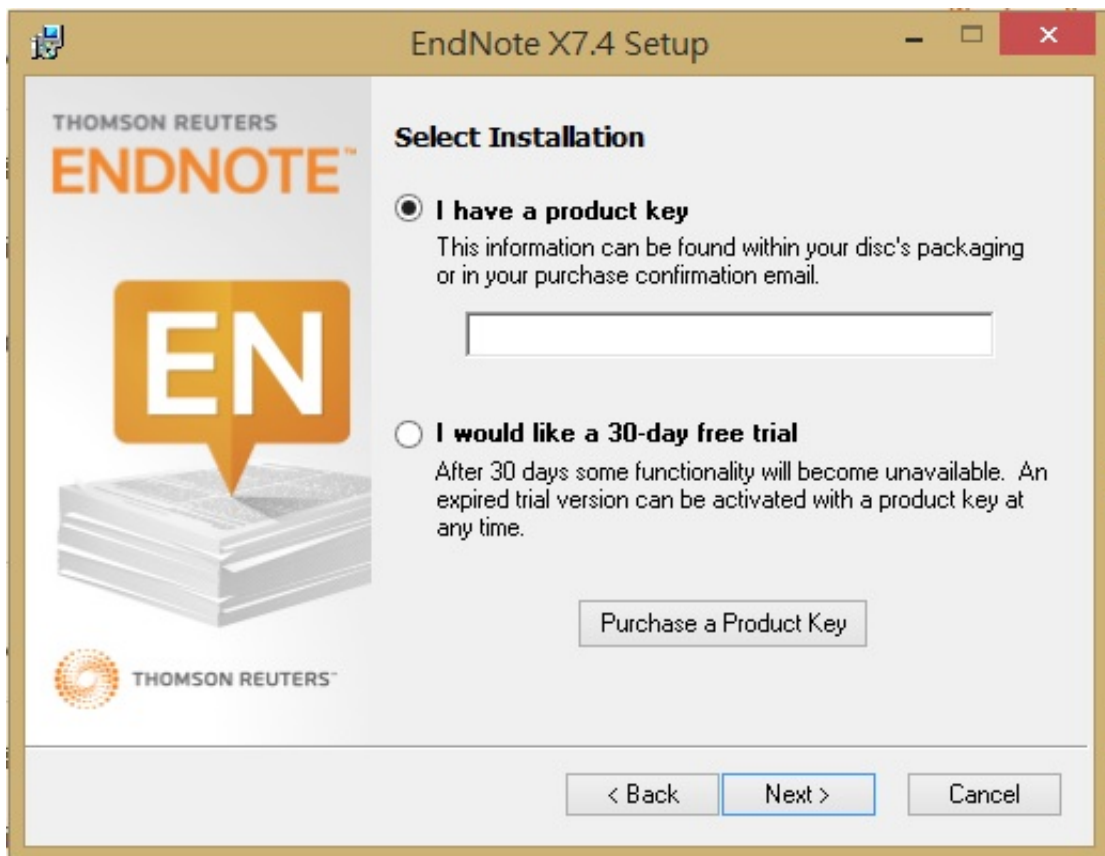 EndNote X7.4 Setup
THOMSON REUTERS
ENDNOTE™
EN
THOMSON REUTERS™
Select Installation
I have a product key
This information can be found within your disc's packaging
or in your purchase confirmation email.
I would like a 30-day free trial
After 30 days some functionality will become unavailable. An
expired trial version can be activated with a product key at
any time.
Purchase a Product Key
< Back
Next >
Cancel